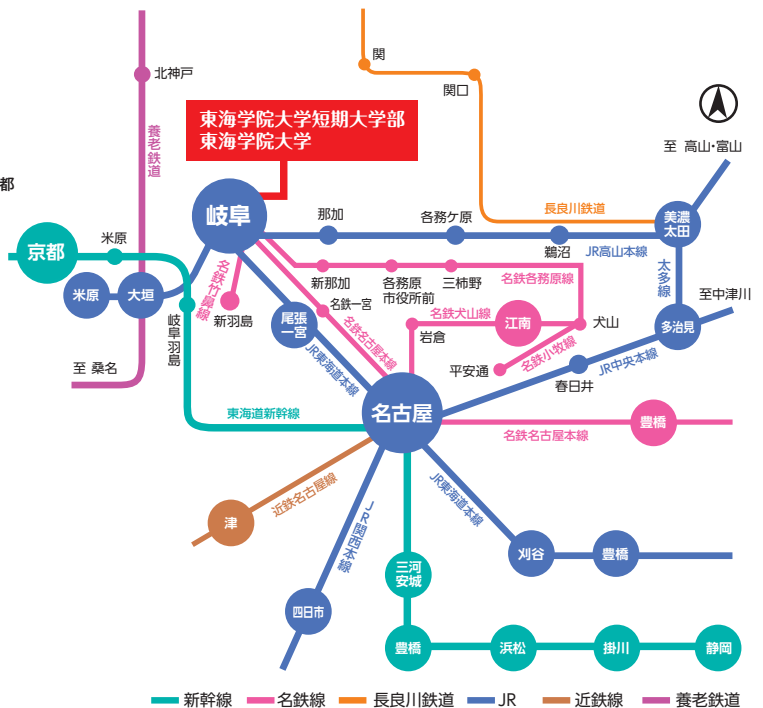 関
北神戸
関口
東海学院大学短期大学部
東海学院大学
養老鉄道
至 高山・富山
都
岐阜
那加
各務ケ原
長良川鉄道
美濃
太田
京都
米原
鵜沼
JR高山本線
太多線
米原
大垣
名鉄竹鼻線
新那加
各務原
市役所前
三柿野
名鉄各務原線
至中津川
新羽島
名鉄一宮
尾張
一宮
名鉄名古屋本線
名鉄犬山線
江南
犬山
多治見
岐阜羽島
岩倉
JR東海道本線
平安通
名鉄小牧線
至 桑名
春日井
JR中央本線
東海道新幹線
名古屋
豊橋
名鉄名古屋本線
近鉄名古屋線
JR東海道本線
津
JR関西本線
刈谷
豊橋
三河
安城
四日市
豊橋
浜松
掛川
静岡
新幹線
名鉄線
長良川鉄道
JR
近鉄線
養老鉄道